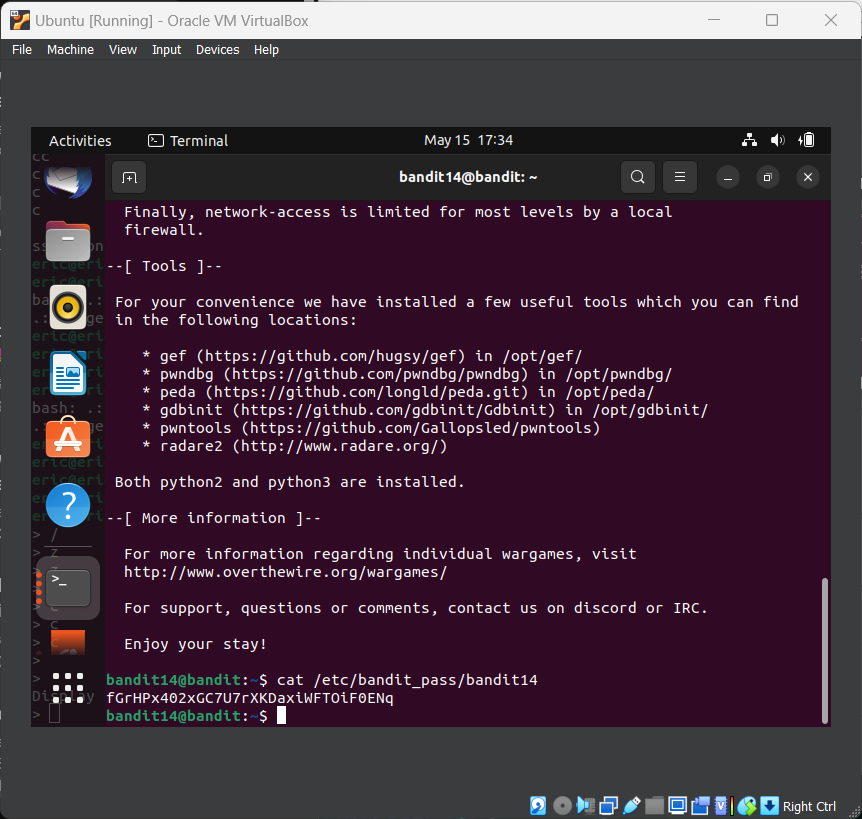 Ubuntu [Running] - Oracle VM VirtualBox
File Machine View Input Devices Help
Activities Terminal May 15 17:34
bandit14@bandit: ~
Finally, network-access is limited for most levels by a local
firewall.
--[ Tools ]--
For your convenience we have installed a few useful tools which you can find
in the following locations:
* gef (https://github.com/hugsy/gef) in /opt/gef/
* pwndbg (https://github.com/pwndbg/pwndbg) in /opt/pwndbg/
* peda (https://github.com/longld/peda.git) in /opt/peda/
* gdbinit (https://github.com/gdbinit/Gdbinit) in /opt/gdbinit/
* pwntools (https://github.com/Gallopsled/pwntools)
* radare2 (http://www.radare.org/)
Both python2 and python3 are installed.
--[ More information ]--
For more information regarding individual wargames, visit
http://www.overthewire.org/wargames/
For support, questions or comments, contact us on discord or IRC.
Enjoy your stay!
bandit14@bandit:~$ cat /etc/bandit_pass/bandit14
fGrHPx402xGC7U7rXKDaxiWFTOiF0ENq
bandit14@bandit:~$
Right Ctrl